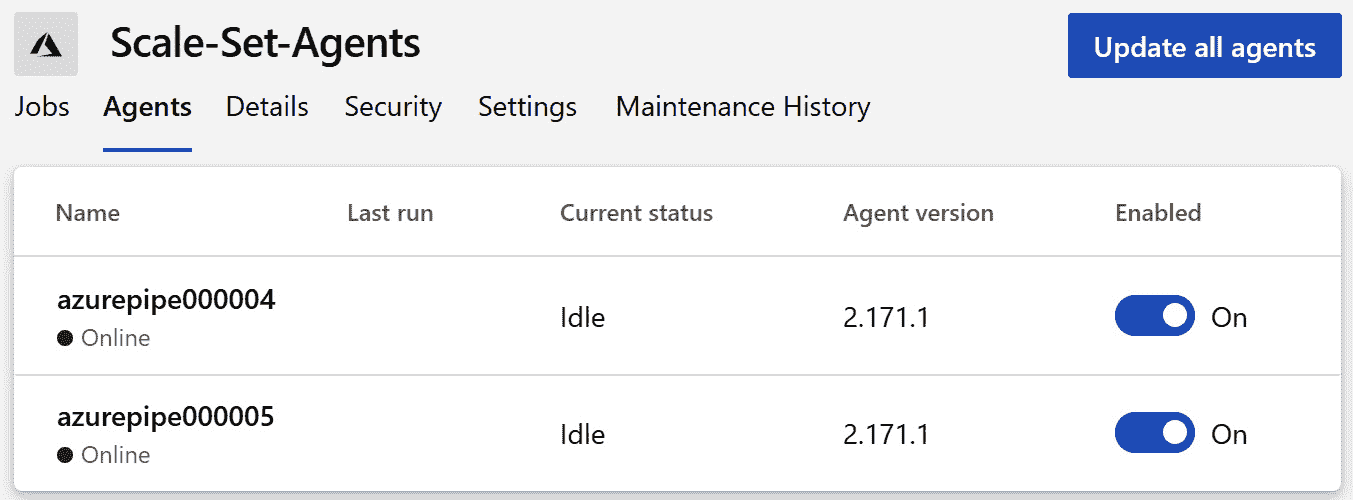 Scale-Set-Agents
Update all agents
Jobs Agents Details Security Settings Maintenance History
Name Last run Current status Agent version Enabled
azurepipe000004
Online
Idle 2.171.1 On
azurepipe000005
Online
Idle 2.171.1 On